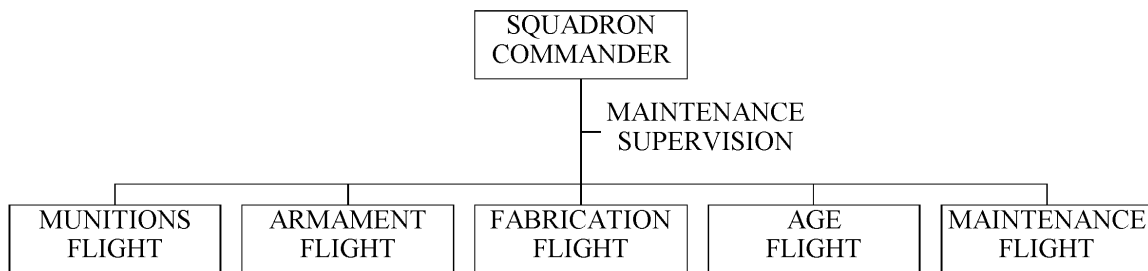 SQUADRON
COMMANDER
MAINTENANCE
SUPERVISION
MUNITIONS
FLIGHT
ARMAMENT
FLIGHT
FABRICATION
FLIGHT
AGE
FLIGHT
MAINTENANCE
FLIGHT